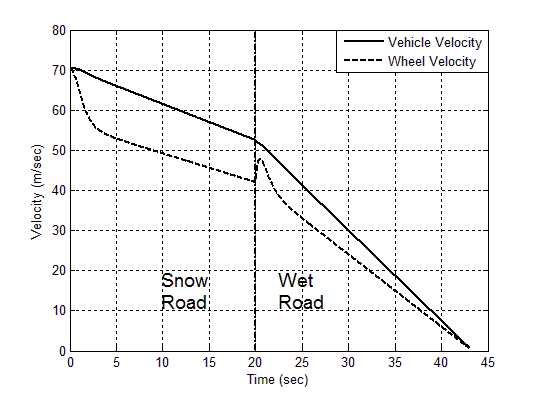 80
70
60
50
40
30
20
10
0
Velocity (m/sec)
Vehicle Velocity
Wheel Velocity
Snow
Road
Wet
Road
0 5 10 15 20 25 30 35 40 45
Time (sec)